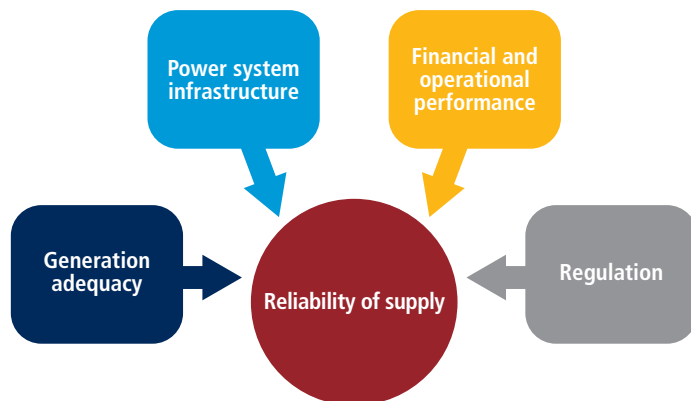 Power system
infrastructure
Financial and
operational
performance
Generation
adequacy
Reliability of supply
Regulation